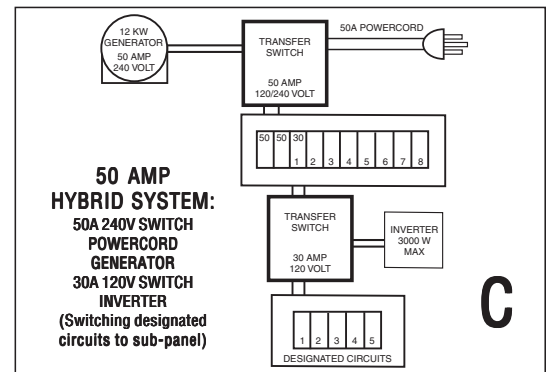 12 KW
GENERATOR
50 AMP
240 VOLT
TRANSFER
SWITCH
50 AMP
120/240 VOLT
50A POWERCORD
50 50 30
1 2 3 4 5 6 7 8
50 AMP
HYBRID SYSTEM:
50A 240V SWITCH
POWERCORD
GENERATOR
30A 120V SWITCH
INVERTER
(Switching designated
circuits to sub-panel)
TRANSFER
SWITCH
30 AMP
120 VOLT
INVERTER
3000 W
MAX
C
1 2 3 4 5
DESIGNATED CIRCUITS